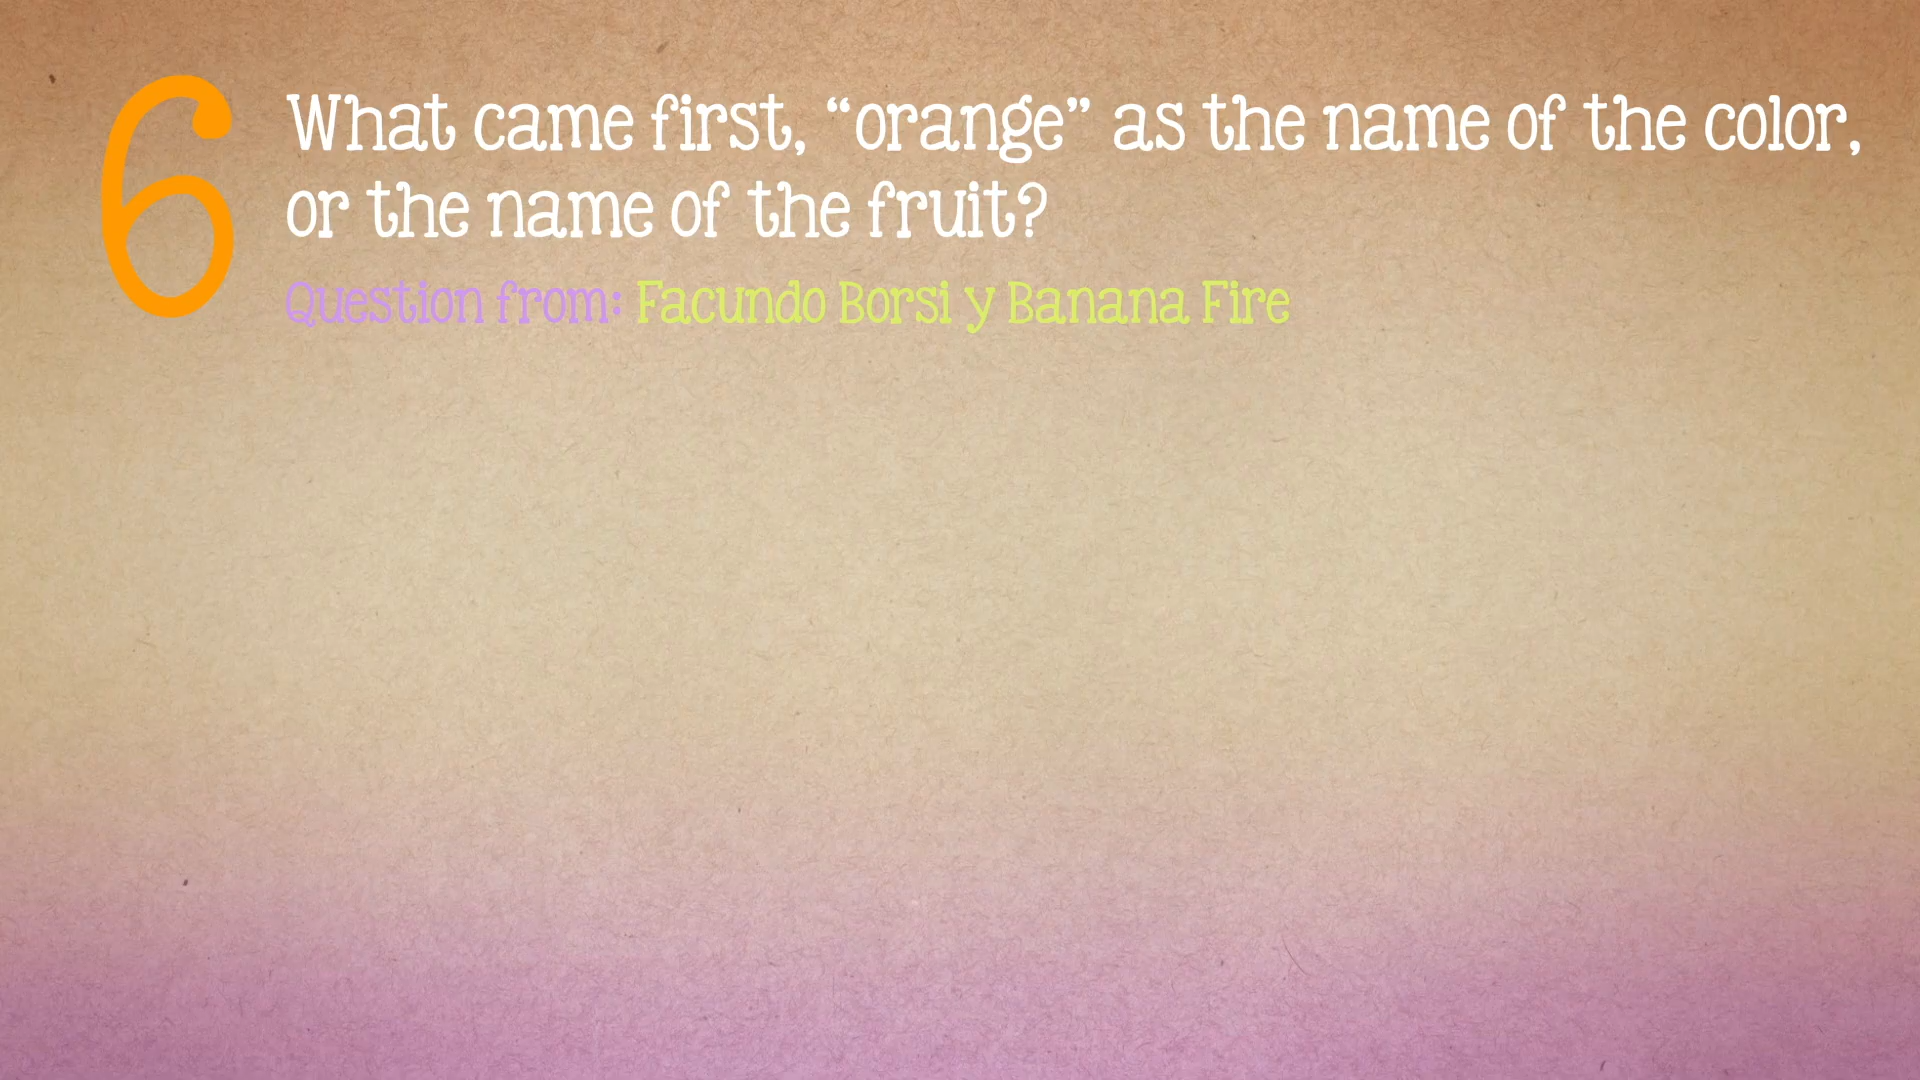 6
What came first, “orange” as the name of the color,
or the name of the fruit?
Question from: Facundo Borsi y Banana Fire